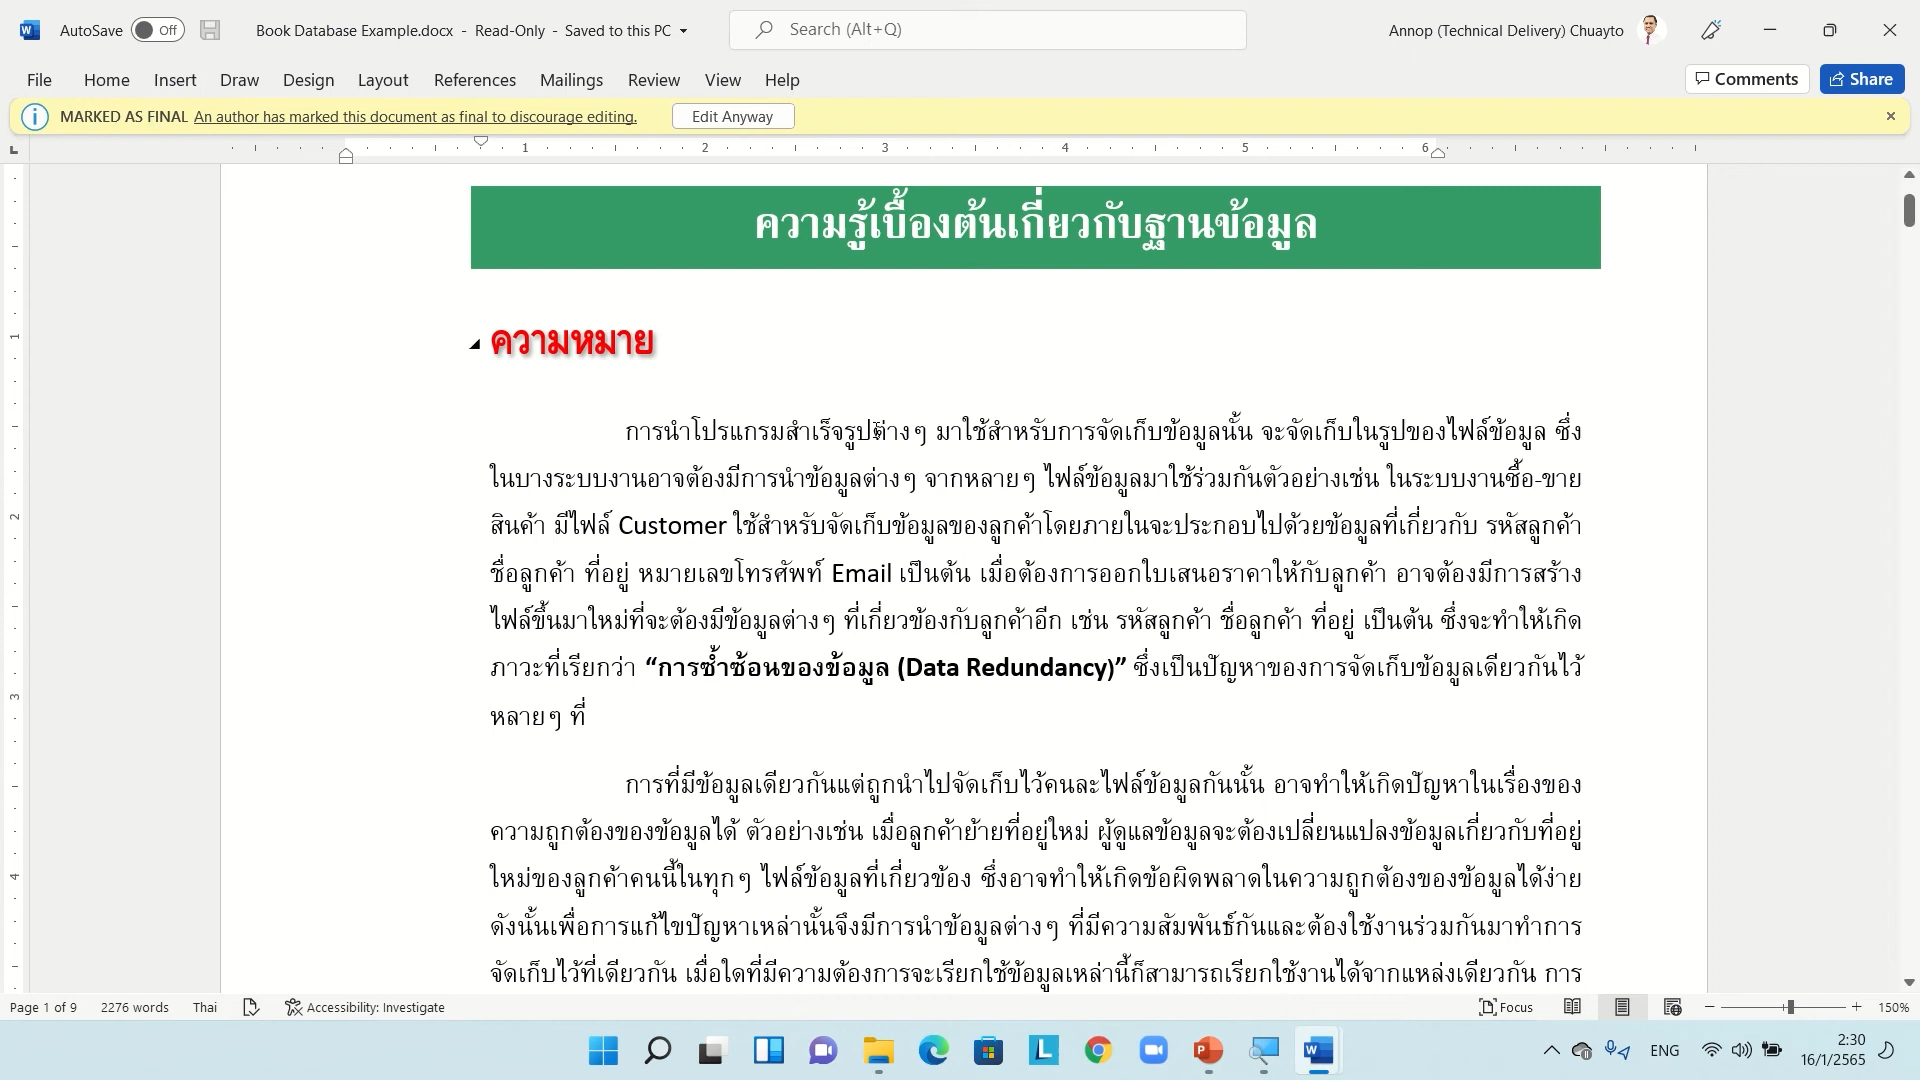 AutoSave Off Book Database Example.docx - Read-Only - Saved to this PC Search (Alt+Q) Annop (Technical Delivery) Chuayto
File Home Insert Draw Design Layout References Mailings Review View Help Comments Share
MARKED AS FINAL An author has marked this document as final to discourage editing. Edit Anyway
1 2 3 4 5 6
ความรู้เบื้องต้นเกี่ยวกับฐานข้อมูล
1
ความหมาย
การนำโปรแกรมสำเร็จรูปต่างๆ มาใช้สำหรับการจัดเก็บข้อมูลนั้น จะจัดเก็บในรูปของไฟล์ข้อมูล ซึ่ง
ในบางระบบงานอาจต้องมีการนำข้อมูลต่างๆ จากหลายๆ ไฟล์ข้อมูลมาใช้ร่วมกันตัวอย่างเช่น ในระบบงานซื้อ-ขาย
2
สินค้า มีไฟล์ Customer ใช้สำหรับจัดเก็บข้อมูลของลูกค้าโดยภายในจะประกอบไปด้วยข้อมูลที่เกี่ยวกับ รหัสลูกค้า
ชื่อลูกค้า ที่อยู่ หมายเลขโทรศัพท์ Email เป็นต้น เมื่อต้องการออกใบเสนอราคาให้กับลูกค้า อาจต้องมีการสร้าง
ไฟล์ขึ้นมาใหม่ที่จะต้องมีข้อมูลต่างๆ ที่เกี่ยวข้องกับลูกค้าอีก เช่น รหัสลูกค้า ชื่อลูกค้า ที่อยู่ เป็นต้น ซึ่งจะทำให้เกิด
ภาวะที่เรียกว่า “การซ้ำซ้อนของข้อมูล (Data Redundancy)” ซึ่งเป็นปัญหาของการจัดเก็บข้อมูลเดียวกันไว้
3
หลายๆ ที่
การที่มีข้อมูลเดียวกันแต่ถูกนำไปจัดเก็บไว้คนละไฟล์ข้อมูลกันนั้น อาจทำให้เกิดปัญหาในเรื่องของ
ความถูกต้องของข้อมูลได้ ตัวอย่างเช่น เมื่อลูกค้าย้ายที่อยู่ใหม่ ผู้ดูแลข้อมูลจะต้องเปลี่ยนแปลงข้อมูลเกี่ยวกับที่อยู่
4
ใหม่ของลูกค้าคนนี้ในทุกๆ ไฟล์ข้อมูลที่เกี่ยวข้อง ซึ่งอาจทำให้เกิดข้อผิดพลาดในความถูกต้องของข้อมูลได้ง่าย
ดังนั้นเพื่อการแก้ไขปัญหาเหล่านั้นจึงมีการนำข้อมูลต่างๆ ที่มีความสัมพันธ์กันและต้องใช้งานร่วมกันมาทำการ
จัดเก็บไว้ที่เดียวกัน เมื่อใดที่มีความต้องการจะเรียกใช้ข้อมูลเหล่านี้ก็สามารถเรียกใช้งานได้จากแหล่งเดียวกัน การ
Page 1 of 9 2276 words Thai Accessibility: Investigate Focus 150%
ENG 2:30
16/1/2565